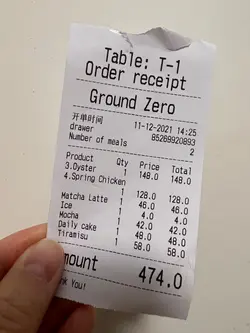 Table: T-1
Order receipt
Ground Zero
开单时间 11-12-2021 14:25
drawer 85269920893
Number of meals 2
Product Qty Price Total
3.Oyster 1 148.0 148.0
4.Spring Chicken
1 128.0 128.0
Matcha Latte 1 46.0 46.0
Ice 1 4.0 4.0
Mocha 1 42.0 42.0
Daily cake 1 48.0 48.0
Tiramisu 1 58.0 58.0
mount 474.0
nk You!